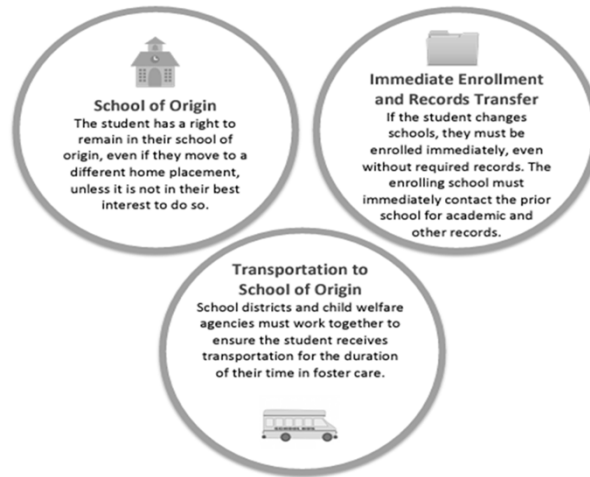 School of Origin
The student has a right to
remain in their school of
origin, even if they move to a
different home placement,
unless it is not in their best
interest to do so.
Immediate Enrollment
and Records Transfer
If the student changes
schools, they must be
enrolled immediately, even
without required records. The
enrolling school must
immediately contact the prior
school for academic and
other records.
Transportation to
School of Origin
School districts and child welfare
agencies must work together to
ensure the student receives
transportation for the duration
of their time in foster care.
SCHOOL BUS